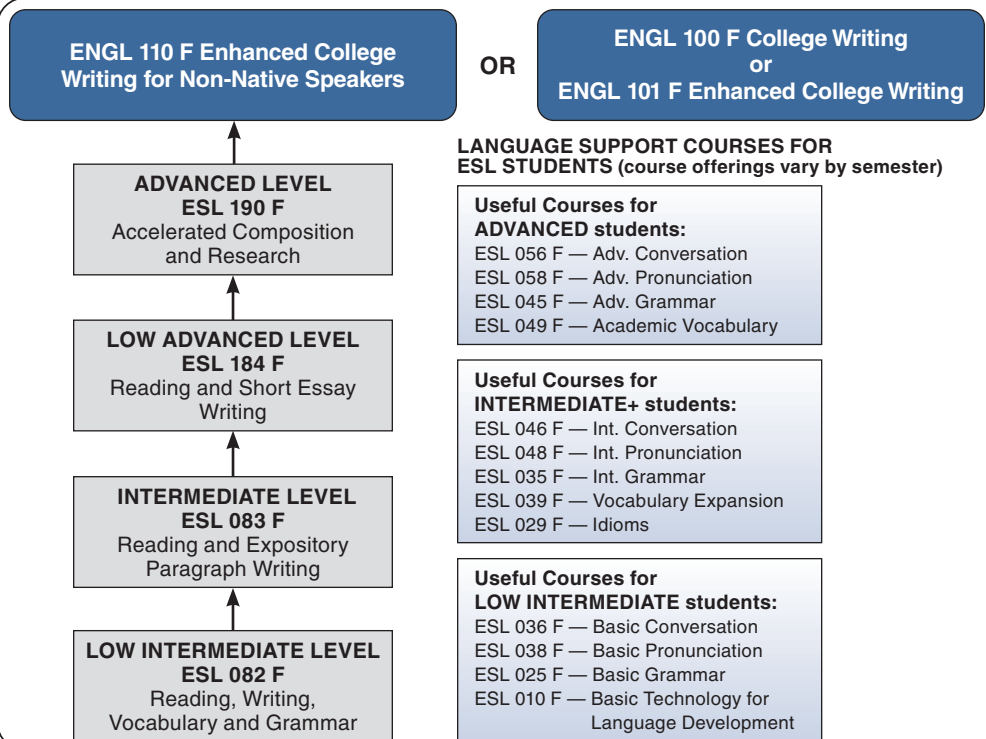 ENGL 110 F Enhanced College
Writing for Non-Native Speakers
OR
ENGL 100 F College Writing
or
ENGL 101 F Enhanced College Writing
ADVANCED LEVEL
ESL 190 F
Accelerated Composition
and Research
LOW ADVANCED LEVEL
ESL 184 F
Reading and Short Essay
Writing
INTERMEDIATE LEVEL
ESL 083 F
Reading and Expository
Paragraph Writing
LOW INTERMEDIATE LEVEL
ESL 082 F
Reading, Writing,
Vocabulary and Grammar
LANGUAGE SUPPORT COURSES FOR
ESL STUDENTS (course offerings vary by semester)
Useful Courses for
ADVANCED students:
ESL 056 F — Adv. Conversation
ESL 058 F — Adv. Pronunciation
ESL 045 F — Adv. Grammar
ESL 049 F — Academic Vocabulary
Useful Courses for
INTERMEDIATE+ students:
ESL 046 F — Int. Conversation
ESL 048 F — Int. Pronunciation
ESL 035 F — Int. Grammar
ESL 039 F — Vocabulary Expansion
ESL 029 F — Idioms
Useful Courses for
LOW INTERMEDIATE students:
ESL 036 F — Basic Conversation
ESL 038 F — Basic Pronunciation
ESL 025 F — Basic Grammar
ESL 010 F — Basic Technology for
Language Development